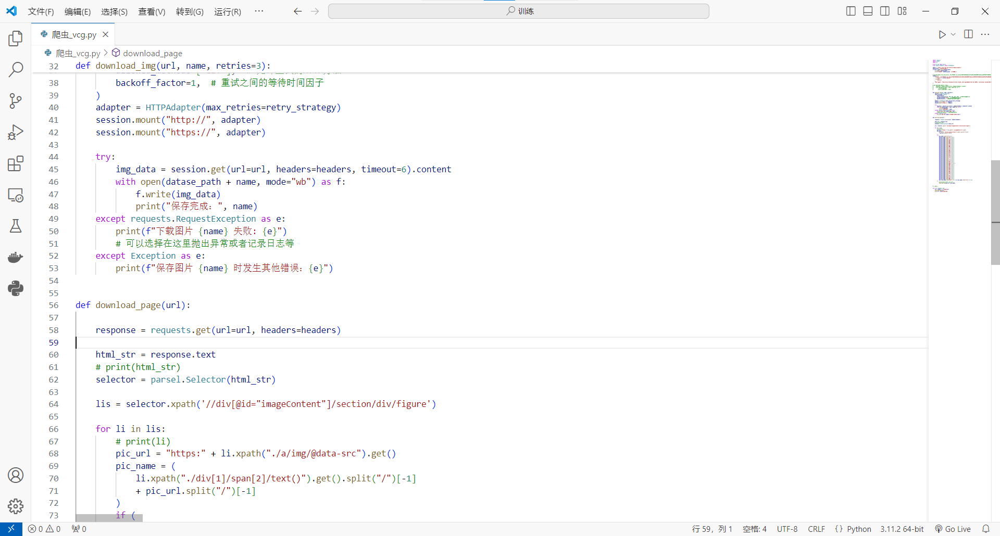 文件(F) 编辑(E) 选择(S) 查看(V) 转到(G) 运行(R) ··· 训练
爬虫_vcg.py
爬虫_vcg.py > download_page
32 def download_img(url, name, retries=3):
38 backoff_factor=1,  # 重试之间的等待时间因子
39 )
40 adapter = HTTPAdapter(max_retries=retry_strategy)
41 session.mount("http://", adapter)
42 session.mount("https://", adapter)
43
44 try:
45 img_data = session.get(url=url, headers=headers, timeout=6).content
46 with open(datase_path + name, mode="wb") as f:
47 f.write(img_data)
48 print("保存完成：", name)
49 except requests.RequestException as e:
50 print(f"下载图片 {name} 失败: {e}")
51 # 可以选择在这里抛出异常或者记录日志等
52 except Exception as e:
53 print(f"保存图片 {name} 时发生其他错误: {e}")
54
55
56 def download_page(url):
57
58 response = requests.get(url=url, headers=headers)
59
60 html_str = response.text
61 # print(html_str)
62 selector = parsel.Selector(html_str)
63
64 lis = selector.xpath('//div[@id="imageContent"]/section/div/figure')
65
66 for li in lis:
67 # print(li)
68 pic_url = "https:" + li.xpath("./a/img/@data-src").get()
69 pic_name = (
70 li.xpath("./div[1]/span[2]/text()").get().split("/")[-1]
71 + pic_url.split("/")[-1]
72 )
73 if (
0 0 0 行 59，列 1 空格: 4 UTF-8 CRLF {} Python 3.11.2 64-bit Go Live